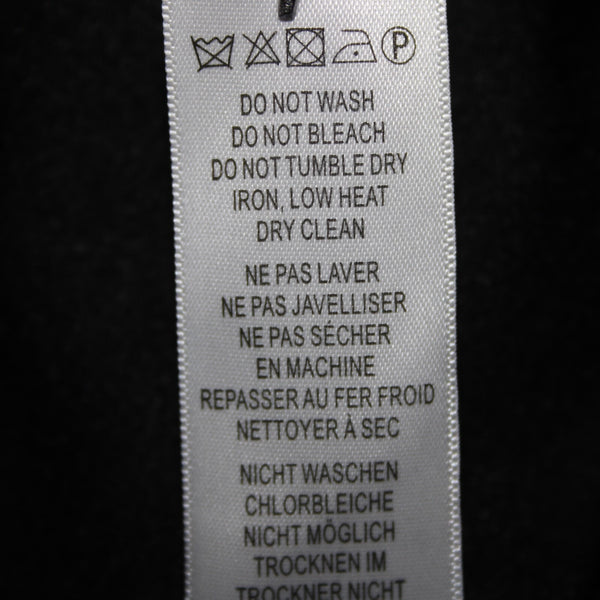 P
DO NOT WASH
DO NOT BLEACH
DO NOT TUMBLE DRY
IRON, LOW HEAT
DRY CLEAN
NE PAS LAVER
NE PAS JAVELLISER
NE PAS SÉCHER
EN MACHINE
REPASSER AU FER FROID
NETTOYER À SEC
NICHT WASCHEN
CHLORBLEICHE
NICHT MÖGLICH
TROCKNEN IM
TROCKNER NICHT